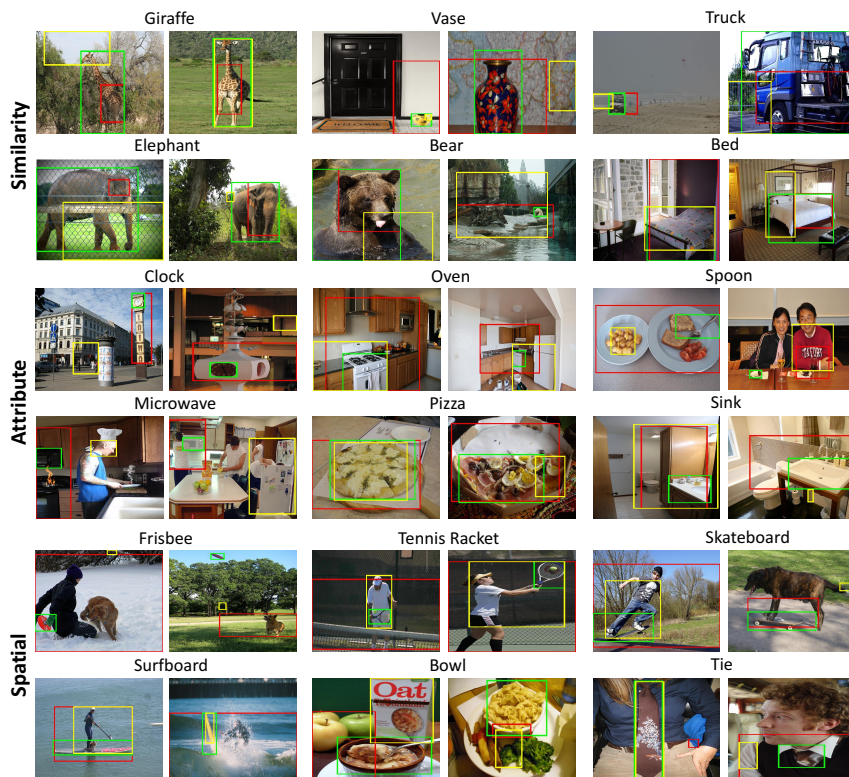 Giraffe Vase Truck
Similarity
WELCOME
Elephant Bear Bed
Clock Oven Spoon
Attribute
Microwave Pizza Sink
Frisbee Tennis Racket Skateboard
Spatial
Surfboard Bowl Tie
Oat